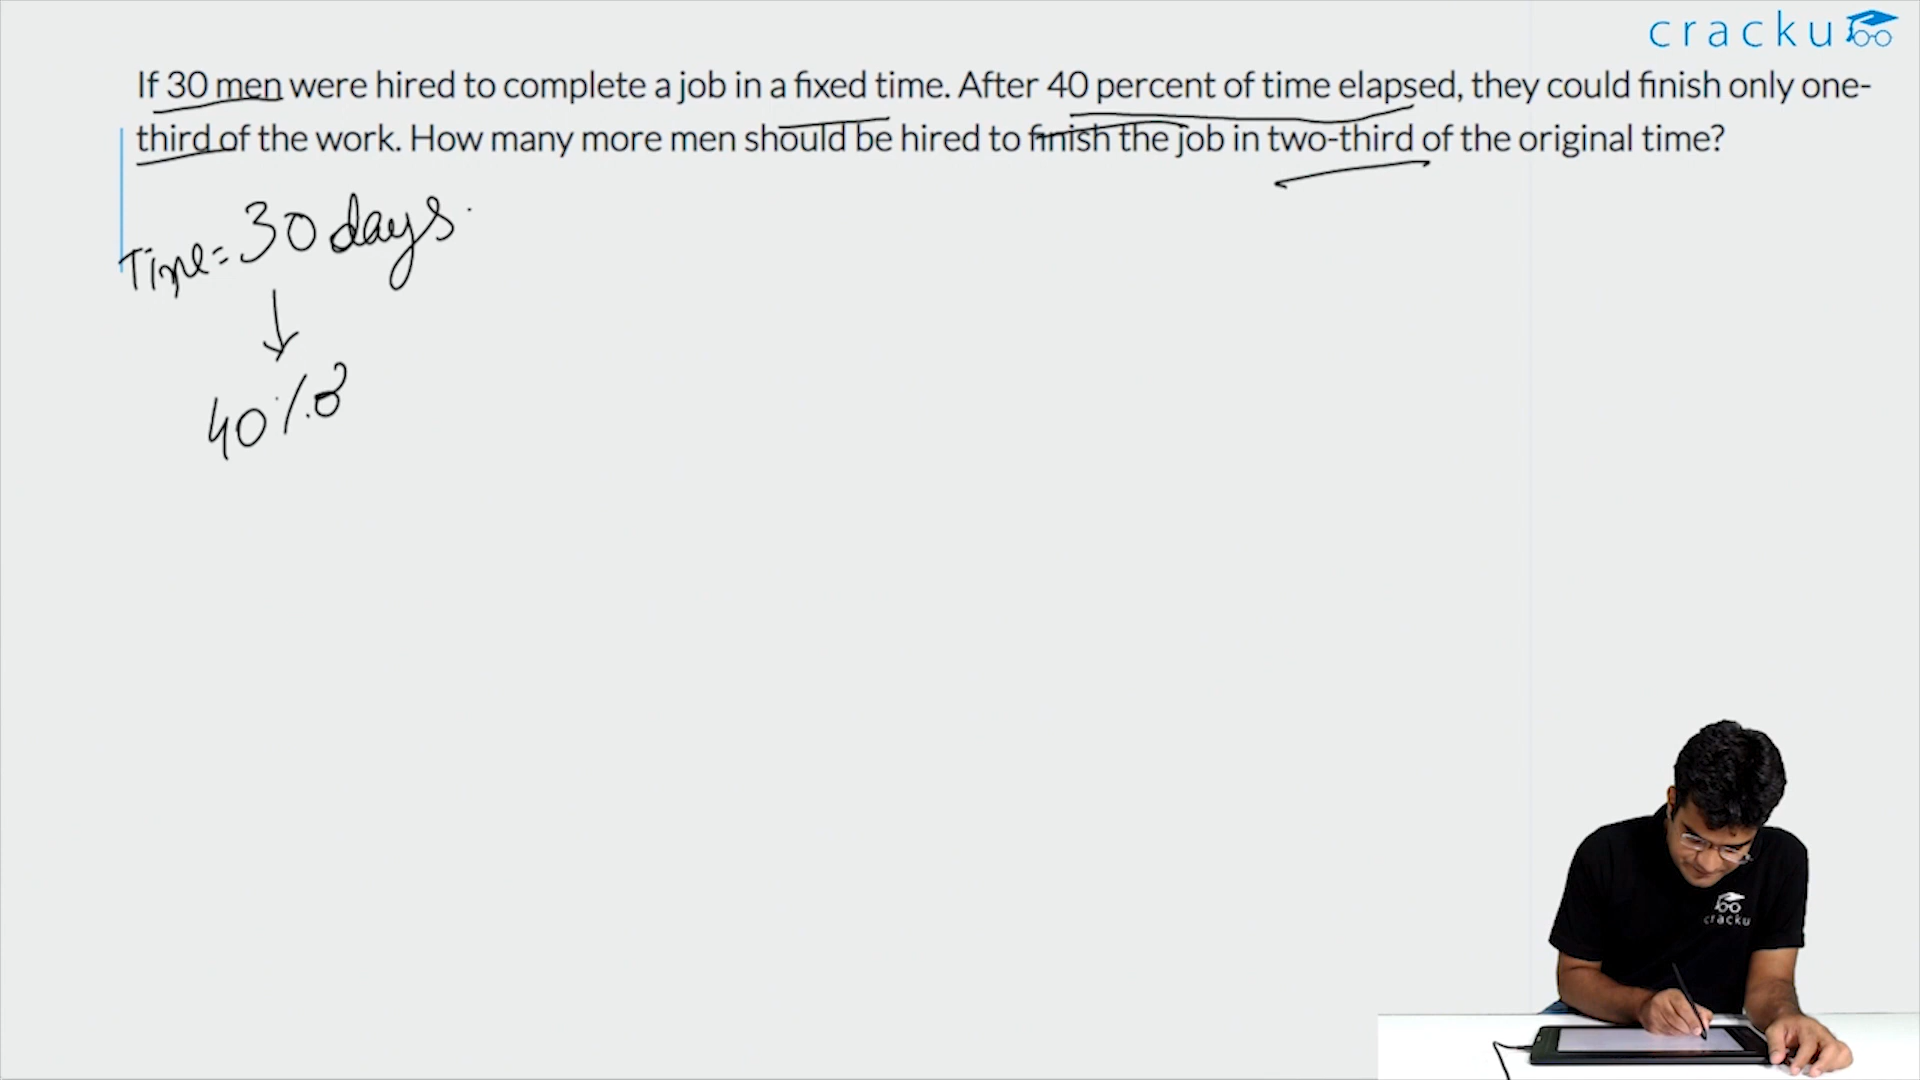 cracku
If 30 men were hired to complete a job in a fixed time. After 40 percent of time elapsed, they could finish only one-
third of the work. How many more men should be hired to finish the job in two-third of the original time?
Time = 30 days.
40%.
cracku